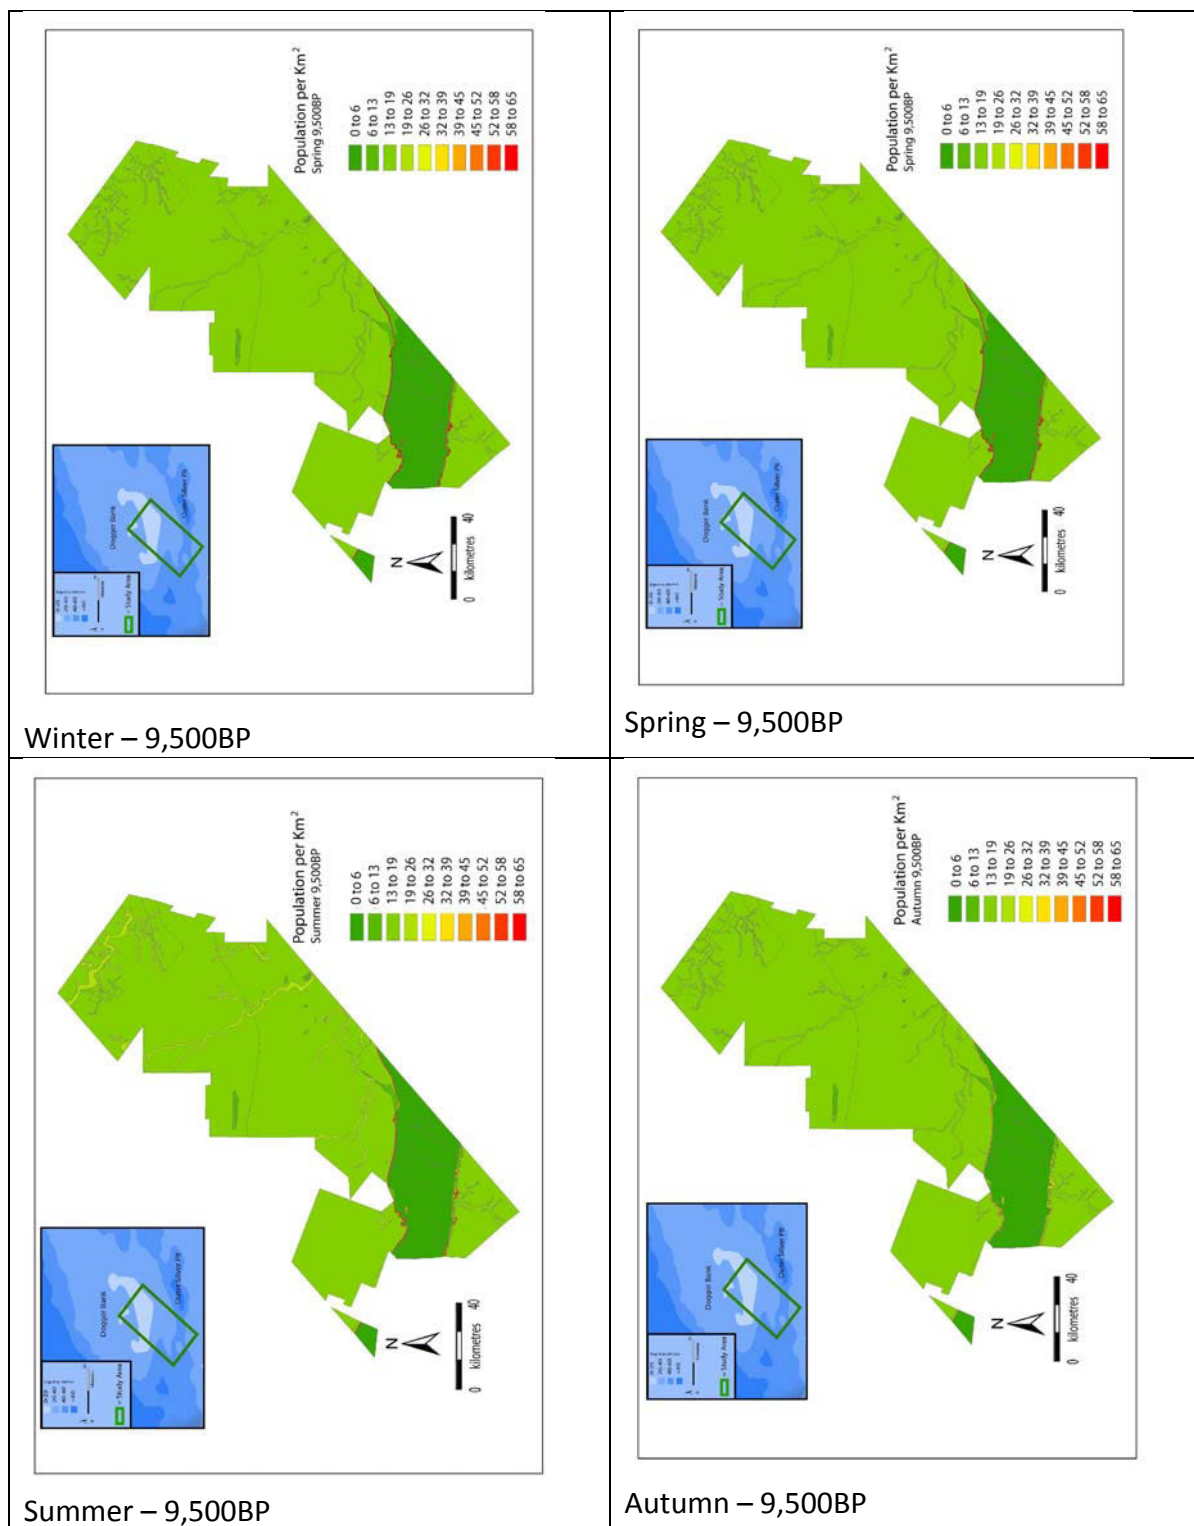 Population per Km²
Spring 9,500BP
0 to 6
6 to 13
13 to 19
19 to 26
26 to 32
32 to 39
39 to 45
45 to 52
52 to 58
58 to 65
Dogger Bank
Outer Silver Pit
= Study Area
N
0 kilometres 40
Winter – 9,500BP
Population per Km²
Spring 9,500BP
0 to 6
6 to 13
13 to 19
19 to 26
26 to 32
32 to 39
39 to 45
45 to 52
52 to 58
58 to 65
Dogger Bank
Outer Silver Pit
= Study Area
N
0 kilometres 40
Spring – 9,500BP
Population per Km²
Summer 9,500BP
0 to 6
6 to 13
13 to 19
19 to 26
26 to 32
32 to 39
39 to 45
45 to 52
52 to 58
58 to 65
Dogger Bank
Outer Silver Pit
= Study Area
N
0 kilometres 40
Summer – 9,500BP
Population per Km²
Autumn 9,500BP
0 to 6
6 to 13
13 to 19
19 to 26
26 to 32
32 to 39
39 to 45
45 to 52
52 to 58
58 to 65
Dogger Bank
Outer Silver Pit
= Study Area
N
0 kilometres 40
Autumn – 9,500BP